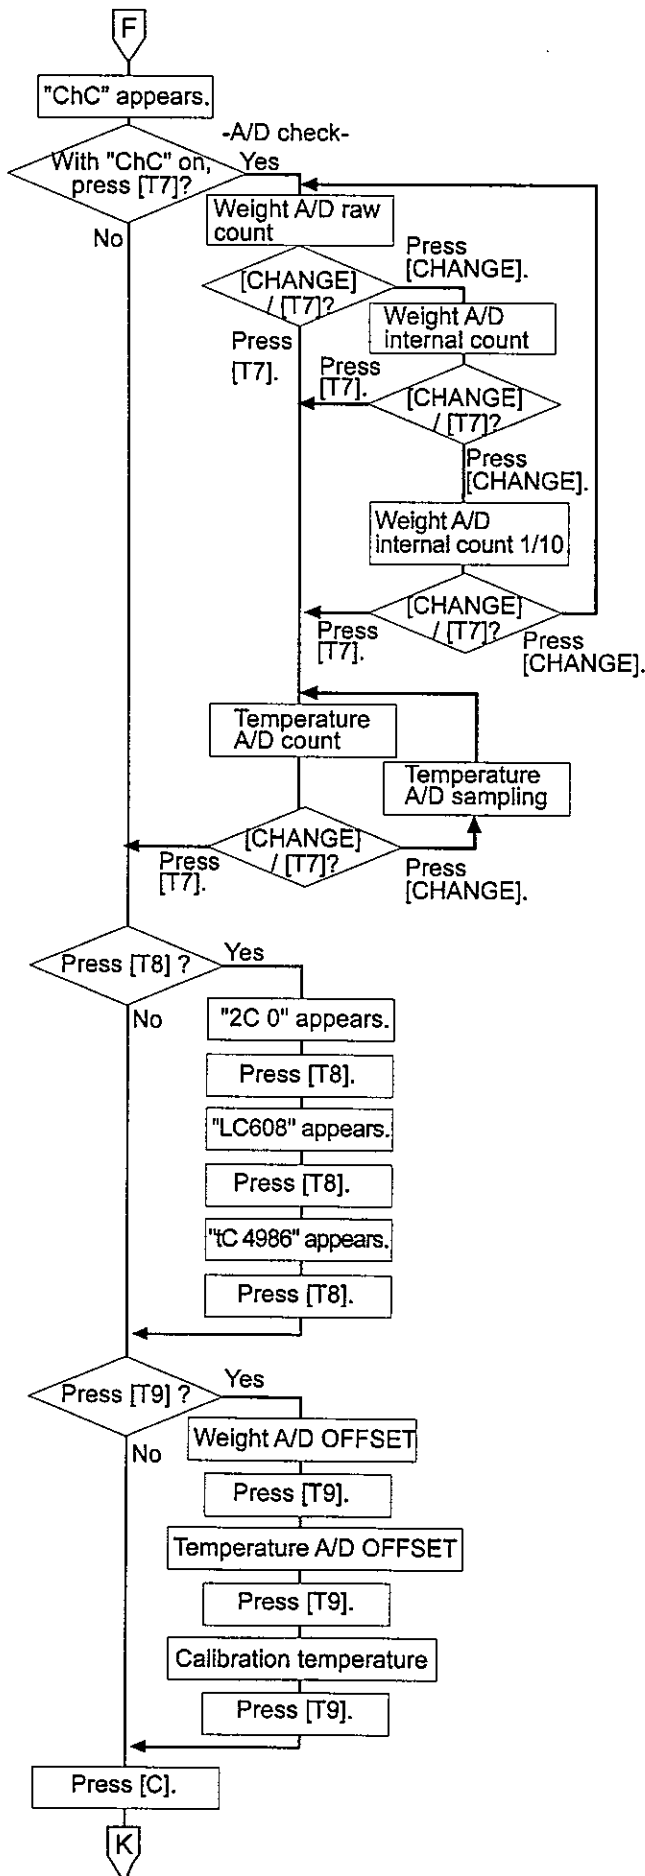 F
"ChC" appears.
-A/D check-
With "ChC" on,
press [T7]?
Yes
No
Weight A/D raw
count
[CHANGE]
/ [T7]?
Press
[CHANGE].
Press
[T7].
Weight A/D
internal count
Press
[T7].
[CHANGE]
/ [T7]?
Press
[CHANGE].
Weight A/D
internal count 1/10
[CHANGE]
/ [T7]?
Press
[T7].
Press
[CHANGE].
Temperature
A/D count
Temperature
A/D sampling
[CHANGE]
/ [T7]?
Press
[T7].
Press
[CHANGE].
Press [T8] ?
Yes
No
"2C 0" appears.
Press [T8].
"LC608" appears.
Press [T8].
"tC 4986" appears.
Press [T8].
Press [T9] ?
Yes
No
Weight A/D OFFSET
Press [T9].
Temperature A/D OFFSET
Press [T9].
Calibration temperature
Press [T9].
Press [C].
K